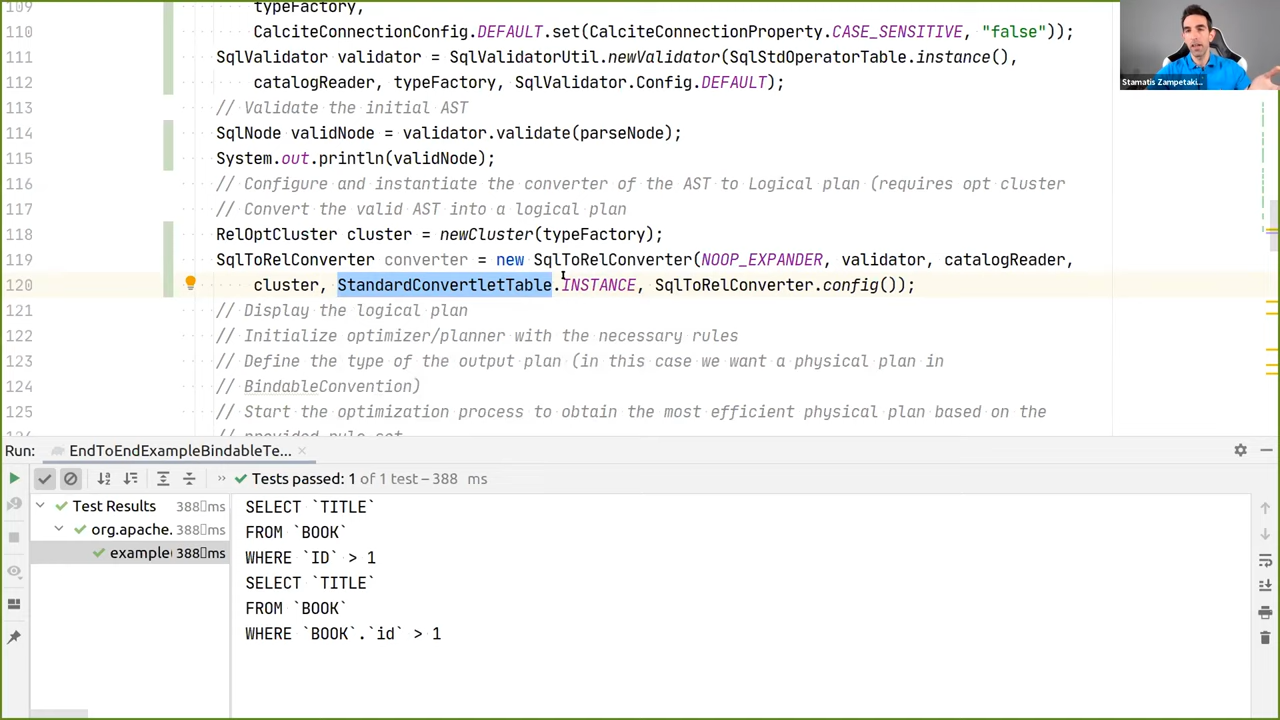 109 typeFactory,
110 CalciteConnectionConfig.DEFAULT.set(CalciteConnectionProperty.CASE_SENSITIVE, "false"));
111 SqlValidator validator = SqlValidatorUtil.newValidator(SqlStdOperatorTable.instance(),
112 catalogReader, typeFactory, SqlValidator.Config.DEFAULT);
113 // Validate the initial AST
114 SqlNode validNode = validator.validate(parseNode);
115 System.out.println(validNode);
116 // Configure and instantiate the converter of the AST to Logical plan (requires opt cluster
117 // Convert the valid AST into a logical plan
118 RelOptCluster cluster = newCluster(typeFactory);
119 SqlToRelConverter converter = new SqlToRelConverter(NOOP_EXPANDER, validator, catalogReader,
120 cluster, StandardConvertletTable.INSTANCE, SqlToRelConverter.config());
121 // Display the logical plan
122 // Initialize optimizer/planner with the necessary rules
123 // Define the type of the output plan (in this case we want a physical plan in
124 // BindableConvention)
125 // Start the optimization process to obtain the most efficient physical plan based on the
// provided rule set
Stamatis Zampetaki...
Run: EndToEndExampleBindableTe...
Tests passed: 1 of 1 test – 388 ms
Test Results 388 ms
org.apache. 388 ms
example( 388 ms
SELECT `TITLE`
FROM `BOOK`
WHERE `ID` > 1
SELECT `TITLE`
FROM `BOOK`
WHERE `BOOK`.`id` > 1